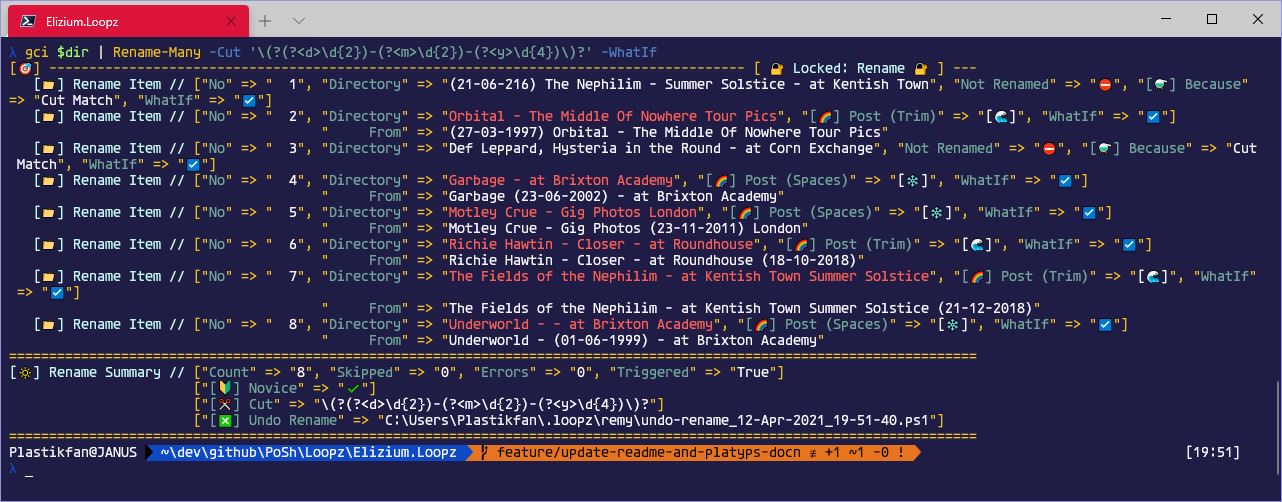 Elizium.Loopz
λ gci $dir | Rename-Many -Cut '\(?(?<d>\d{2})-(?<m>\d{2})-(?<y>\d{4})\)?' -WhatIf
[🎯] ---------------------------------------------------------------------------------------- [ 🔐 Locked: Rename 🔐 ] ---
[📂] Rename Item // ["No" => "  1", "Directory" => "(21-06-216) The Nephilim - Summer Solstice - at Kentish Town", "Not Renamed" => "⛔", "[🍵] Because"
=> "Cut Match", "WhatIf" => "☑️"]
[📂] Rename Item // ["No" => "  2", "Directory" => "Orbital - The Middle Of Nowhere Tour Pics", "[🌈] Post (Trim)" => "[🌊]", "WhatIf" => "☑️"]
"     From" => "(27-03-1997) Orbital - The Middle Of Nowhere Tour Pics"
[📂] Rename Item // ["No" => "  3", "Directory" => "Def Leppard, Hysteria in the Round - at Corn Exchange", "Not Renamed" => "⛔", "[🍵] Because" => "Cut
Match", "WhatIf" => "☑️"]
[📂] Rename Item // ["No" => "  4", "Directory" => "Garbage - at Brixton Academy", "[🌈] Post (Spaces)" => "[❄️]", "WhatIf" => "☑️"]
"     From" => "Garbage (23-06-2002) - at Brixton Academy"
[📂] Rename Item // ["No" => "  5", "Directory" => "Motley Crue - Gig Photos London", "[🌈] Post (Spaces)" => "[❄️]", "WhatIf" => "☑️"]
"     From" => "Motley Crue - Gig Photos (23-11-2011) London"
[📂] Rename Item // ["No" => "  6", "Directory" => "Richie Hawtin - Closer - at Roundhouse", "[🌈] Post (Trim)" => "[🌊]", "WhatIf" => "☑️"]
"     From" => "Richie Hawtin - Closer - at Roundhouse (18-10-2018)"
[📂] Rename Item // ["No" => "  7", "Directory" => "The Fields of the Nephilim - at Kentish Town Summer Solstice", "[🌈] Post (Trim)" => "[🌊]", "WhatIf"
=> "☑️"]
"     From" => "The Fields of the Nephilim - at Kentish Town Summer Solstice (21-12-2018)"
[📂] Rename Item // ["No" => "  8", "Directory" => "Underworld - - at Brixton Academy", "[🌈] Post (Spaces)" => "[❄️]", "WhatIf" => "☑️"]
"     From" => "Underworld - (01-06-1999) - at Brixton Academy"
=========================================================================================================================
[🔆] Rename Summary // ["Count" => "8", "Skipped" => "0", "Errors" => "0", "Triggered" => "True"]
["[🔰] Novice" => "✓"]
["[✂️] Cut" => "\(?(?<d>\d{2})-(?<m>\d{2})-(?<y>\d{4})\)?"]
["[❎] Undo Rename" => "C:\Users\Plastikfan\.loopz\remy\undo-rename_12-Apr-2021_19-51-40.ps1"]
=========================================================================================================================
Plastikfan@JANUS ~\dev\github\PoSh\Loopz\Elizium.Loopz feature/update-readme-and-platyps-docn ≢ +1 ~1 -0 ! [19:51]
λ _